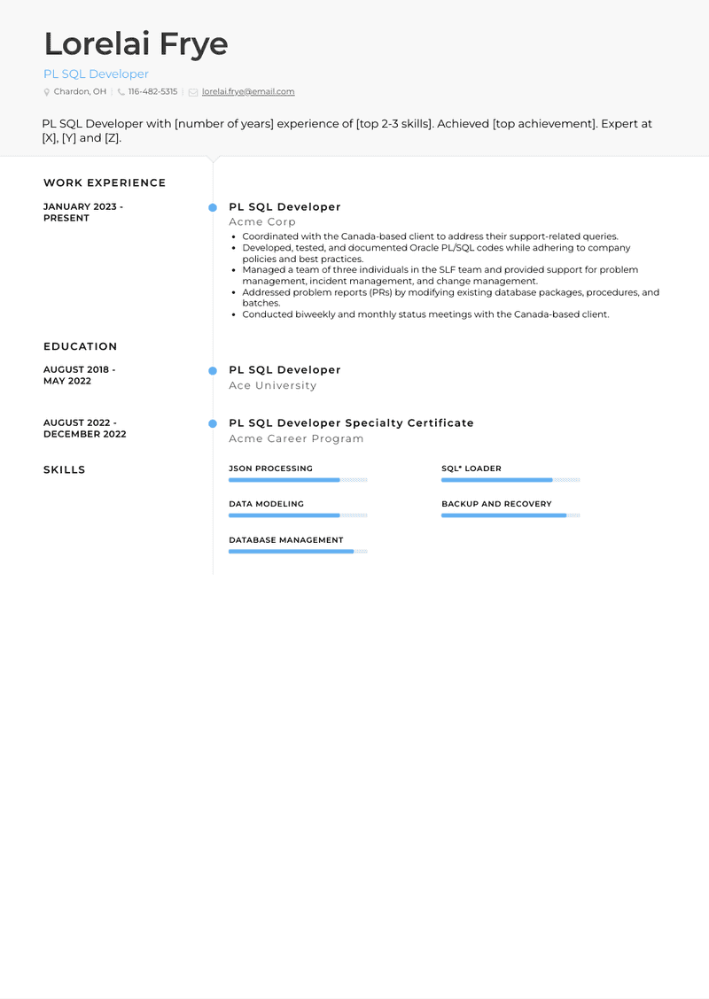 Lorelai Frye
PL SQL Developer
Chardon, OH | 116-482-5315 | lorelai.frye@email.com
PL SQL Developer with [number of years] experience of [top 2-3 skills]. Achieved [top achievement]. Expert at
[X], [Y] and [Z].
WORK EXPERIENCE
JANUARY 2023 -
PRESENT
PL SQL Developer
Acme Corp
• Coordinated with the Canada-based client to address their support-related queries.
• Developed, tested, and documented Oracle PL/SQL codes while adhering to company
policies and best practices.
• Managed a team of three individuals in the SLF team and provided support for problem
management, incident management, and change management.
• Addressed problem reports (PRs) by modifying existing database packages, procedures, and
batches.
• Conducted biweekly and monthly status meetings with the Canada-based client.
EDUCATION
AUGUST 2018 -
MAY 2022
PL SQL Developer
Ace University
AUGUST 2022 -
DECEMBER 2022
PL SQL Developer Specialty Certificate
Acme Career Program
SKILLS
JSON PROCESSING
SQL* LOADER
DATA MODELING
BACKUP AND RECOVERY
DATABASE MANAGEMENT